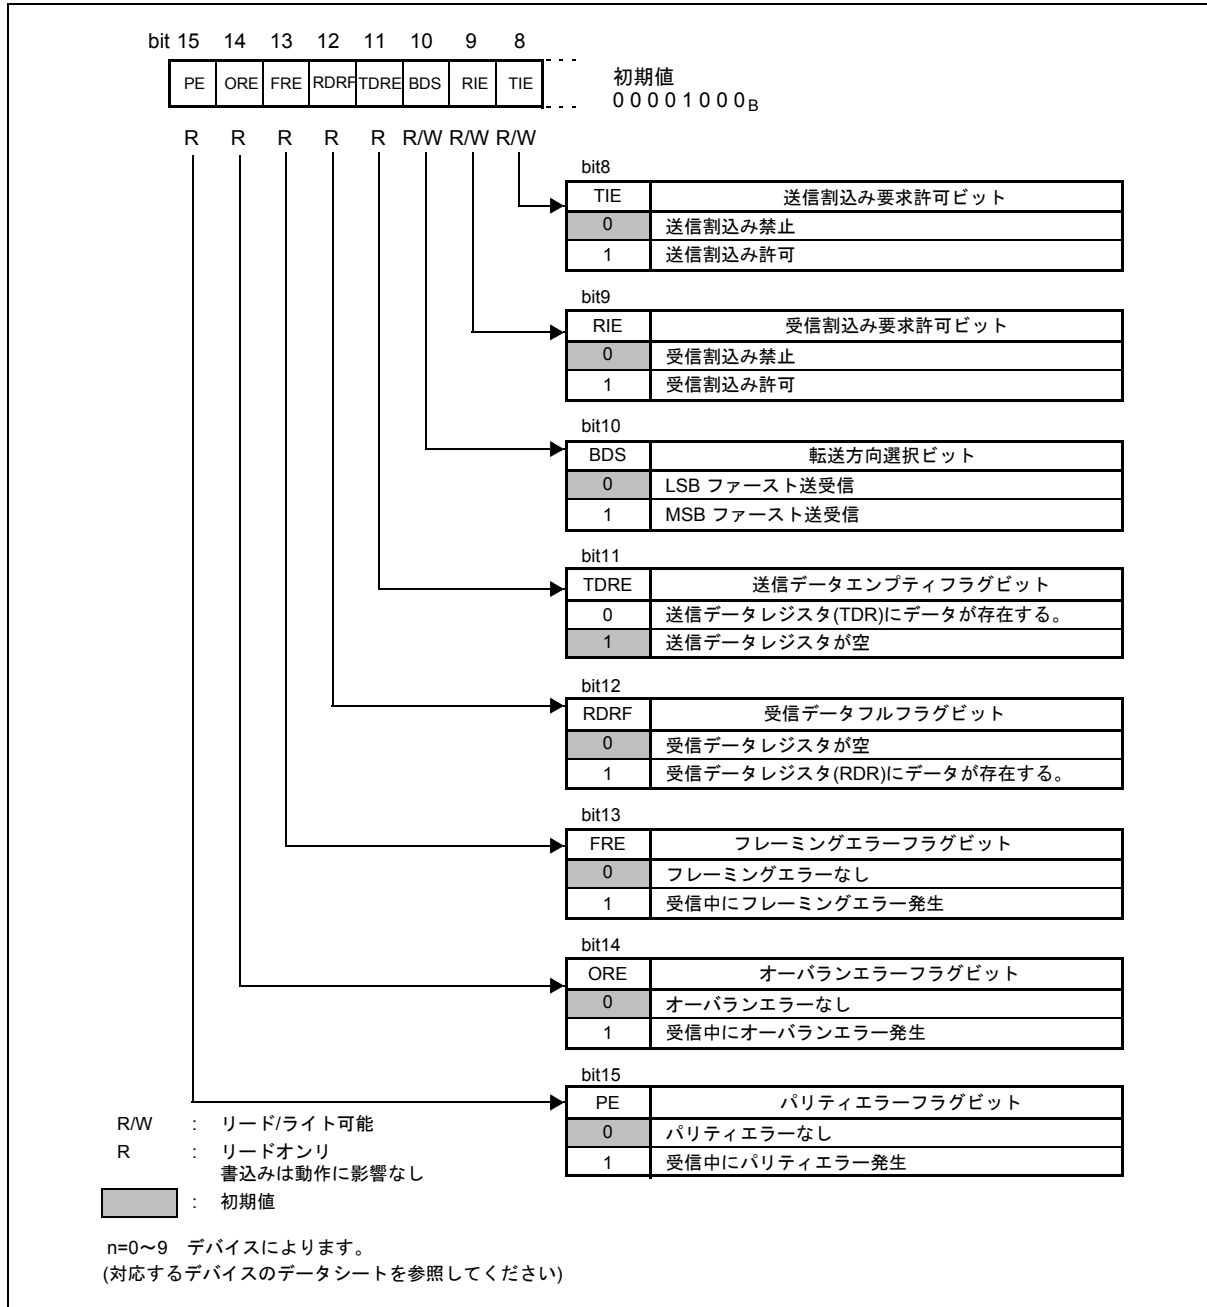 bit 15 14 13 12 11 10 9 8
PE ORE FRE RDRF TDRE BDS RIE TIE
初期値
0 0 0 0 1 0 0 0 B
R R R R R R/W R/W R/W
bit8
TIE 送信割込み要求許可ビット
0 送信割込み禁止
1 送信割込み許可
bit9
RIE 受信割込み要求許可ビット
0 受信割込み禁止
1 受信割込み許可
bit10
BDS 転送方向選択ビット
0 LSB ファースト送受信
1 MSB ファースト送受信
bit11
TDRE 送信データエンプティフラグビット
0 送信データレジスタ(TDR)にデータが存在する。
1 送信データレジスタが空
bit12
RDRF 受信データフルフラグビット
0 受信データレジスタが空
1 受信データレジスタ(RDR)にデータが存在する。
bit13
FRE フレーミングエラーフラグビット
0 フレーミングエラーなし
1 受信中にフレーミングエラー発生
bit14
ORE オーバランエラーフラグビット
0 オーバランエラーなし
1 受信中にオーバランエラー発生
bit15
PE パリティエラーフラグビット
0 パリティエラーなし
1 受信中にパリティエラー発生
R/W : リード/ライト可能
R : リードオンリ
書込みは動作に影響なし
: 初期値
n=0～9 デバイスによります。
(対応するデバイスのデータシートを参照してください)